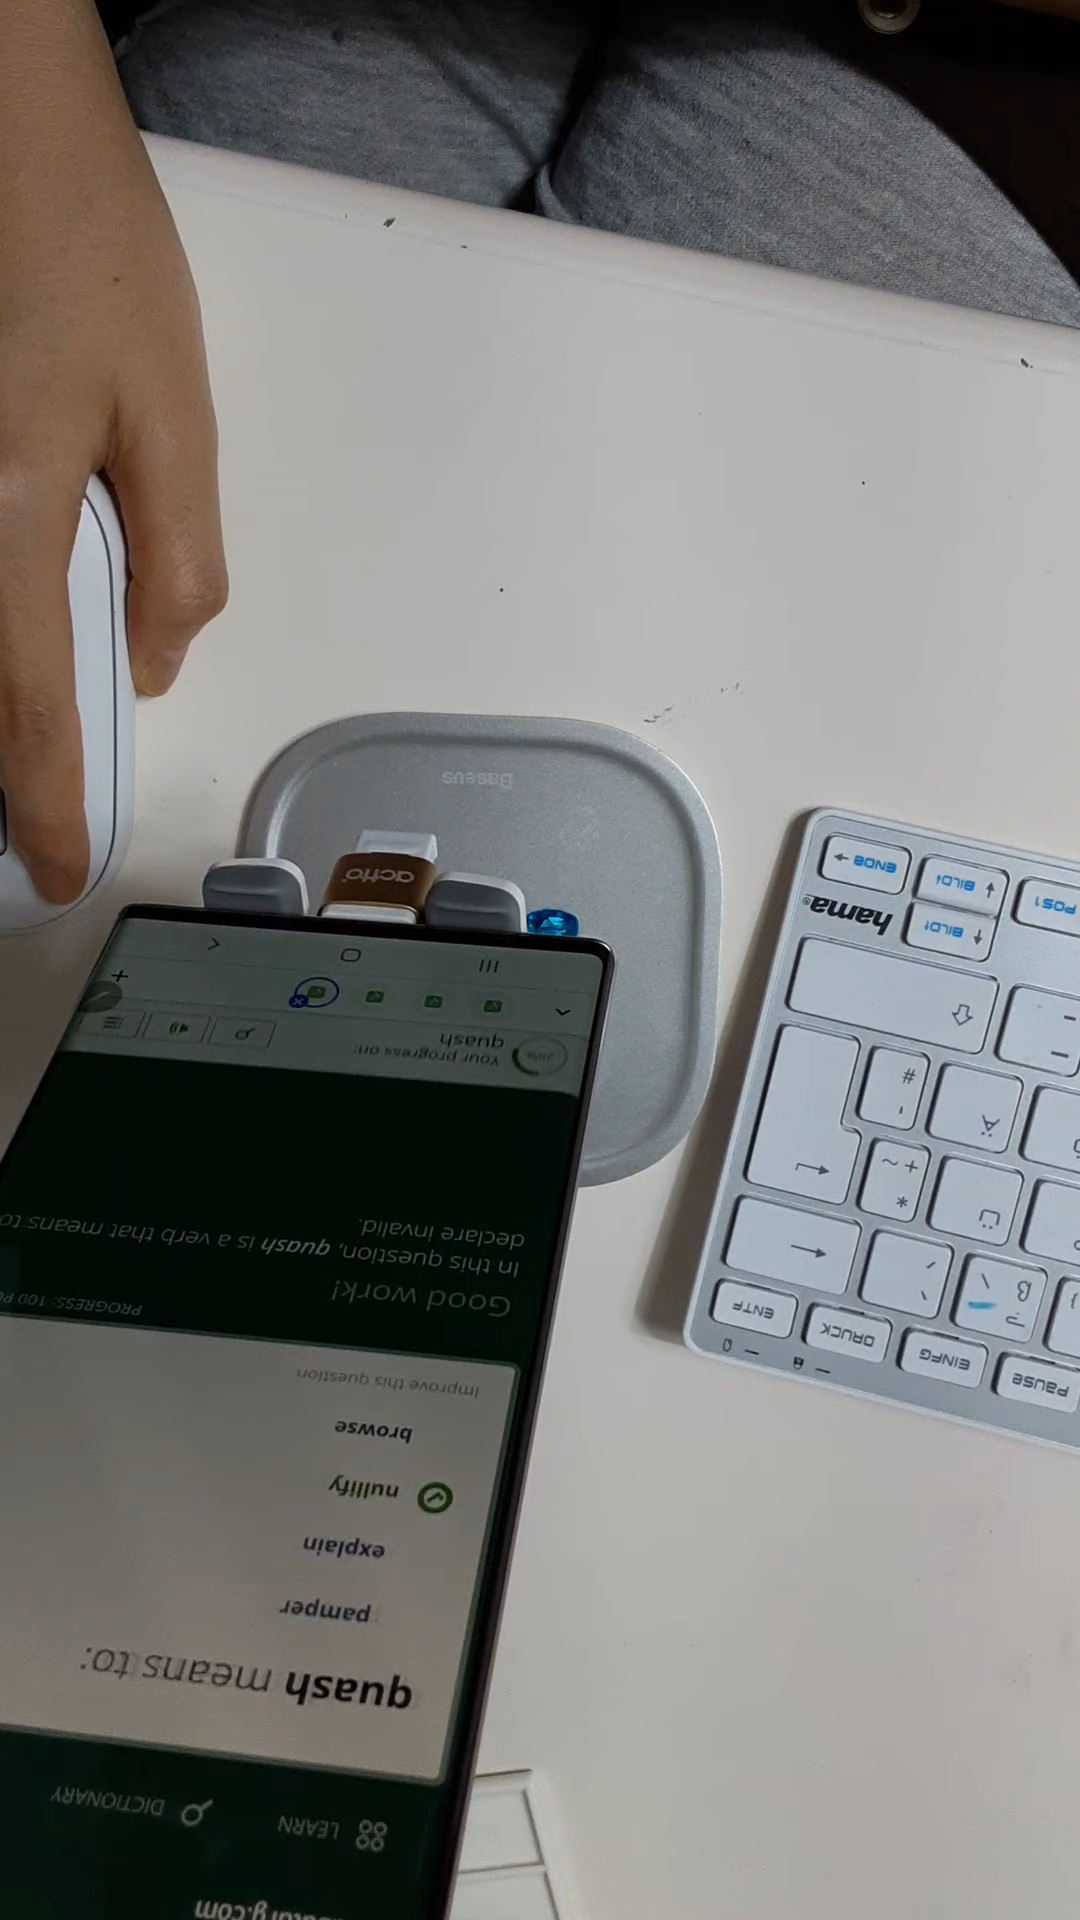 LEARN
DICTIONARY
quash means to:
pamper
explain
nullify
browse
Improve this question
PROGRESS: 100
Good work!
In this question, quash is a verb that means to
declare invalid.
Your progress on:
quash
actto
Baseus
hama®
PAUSE
EINFG
DRUCK
ENTF
ß
Ü
Ä
+
*
~
#
'
POS1
BILD↑
BILD↓
ENDE